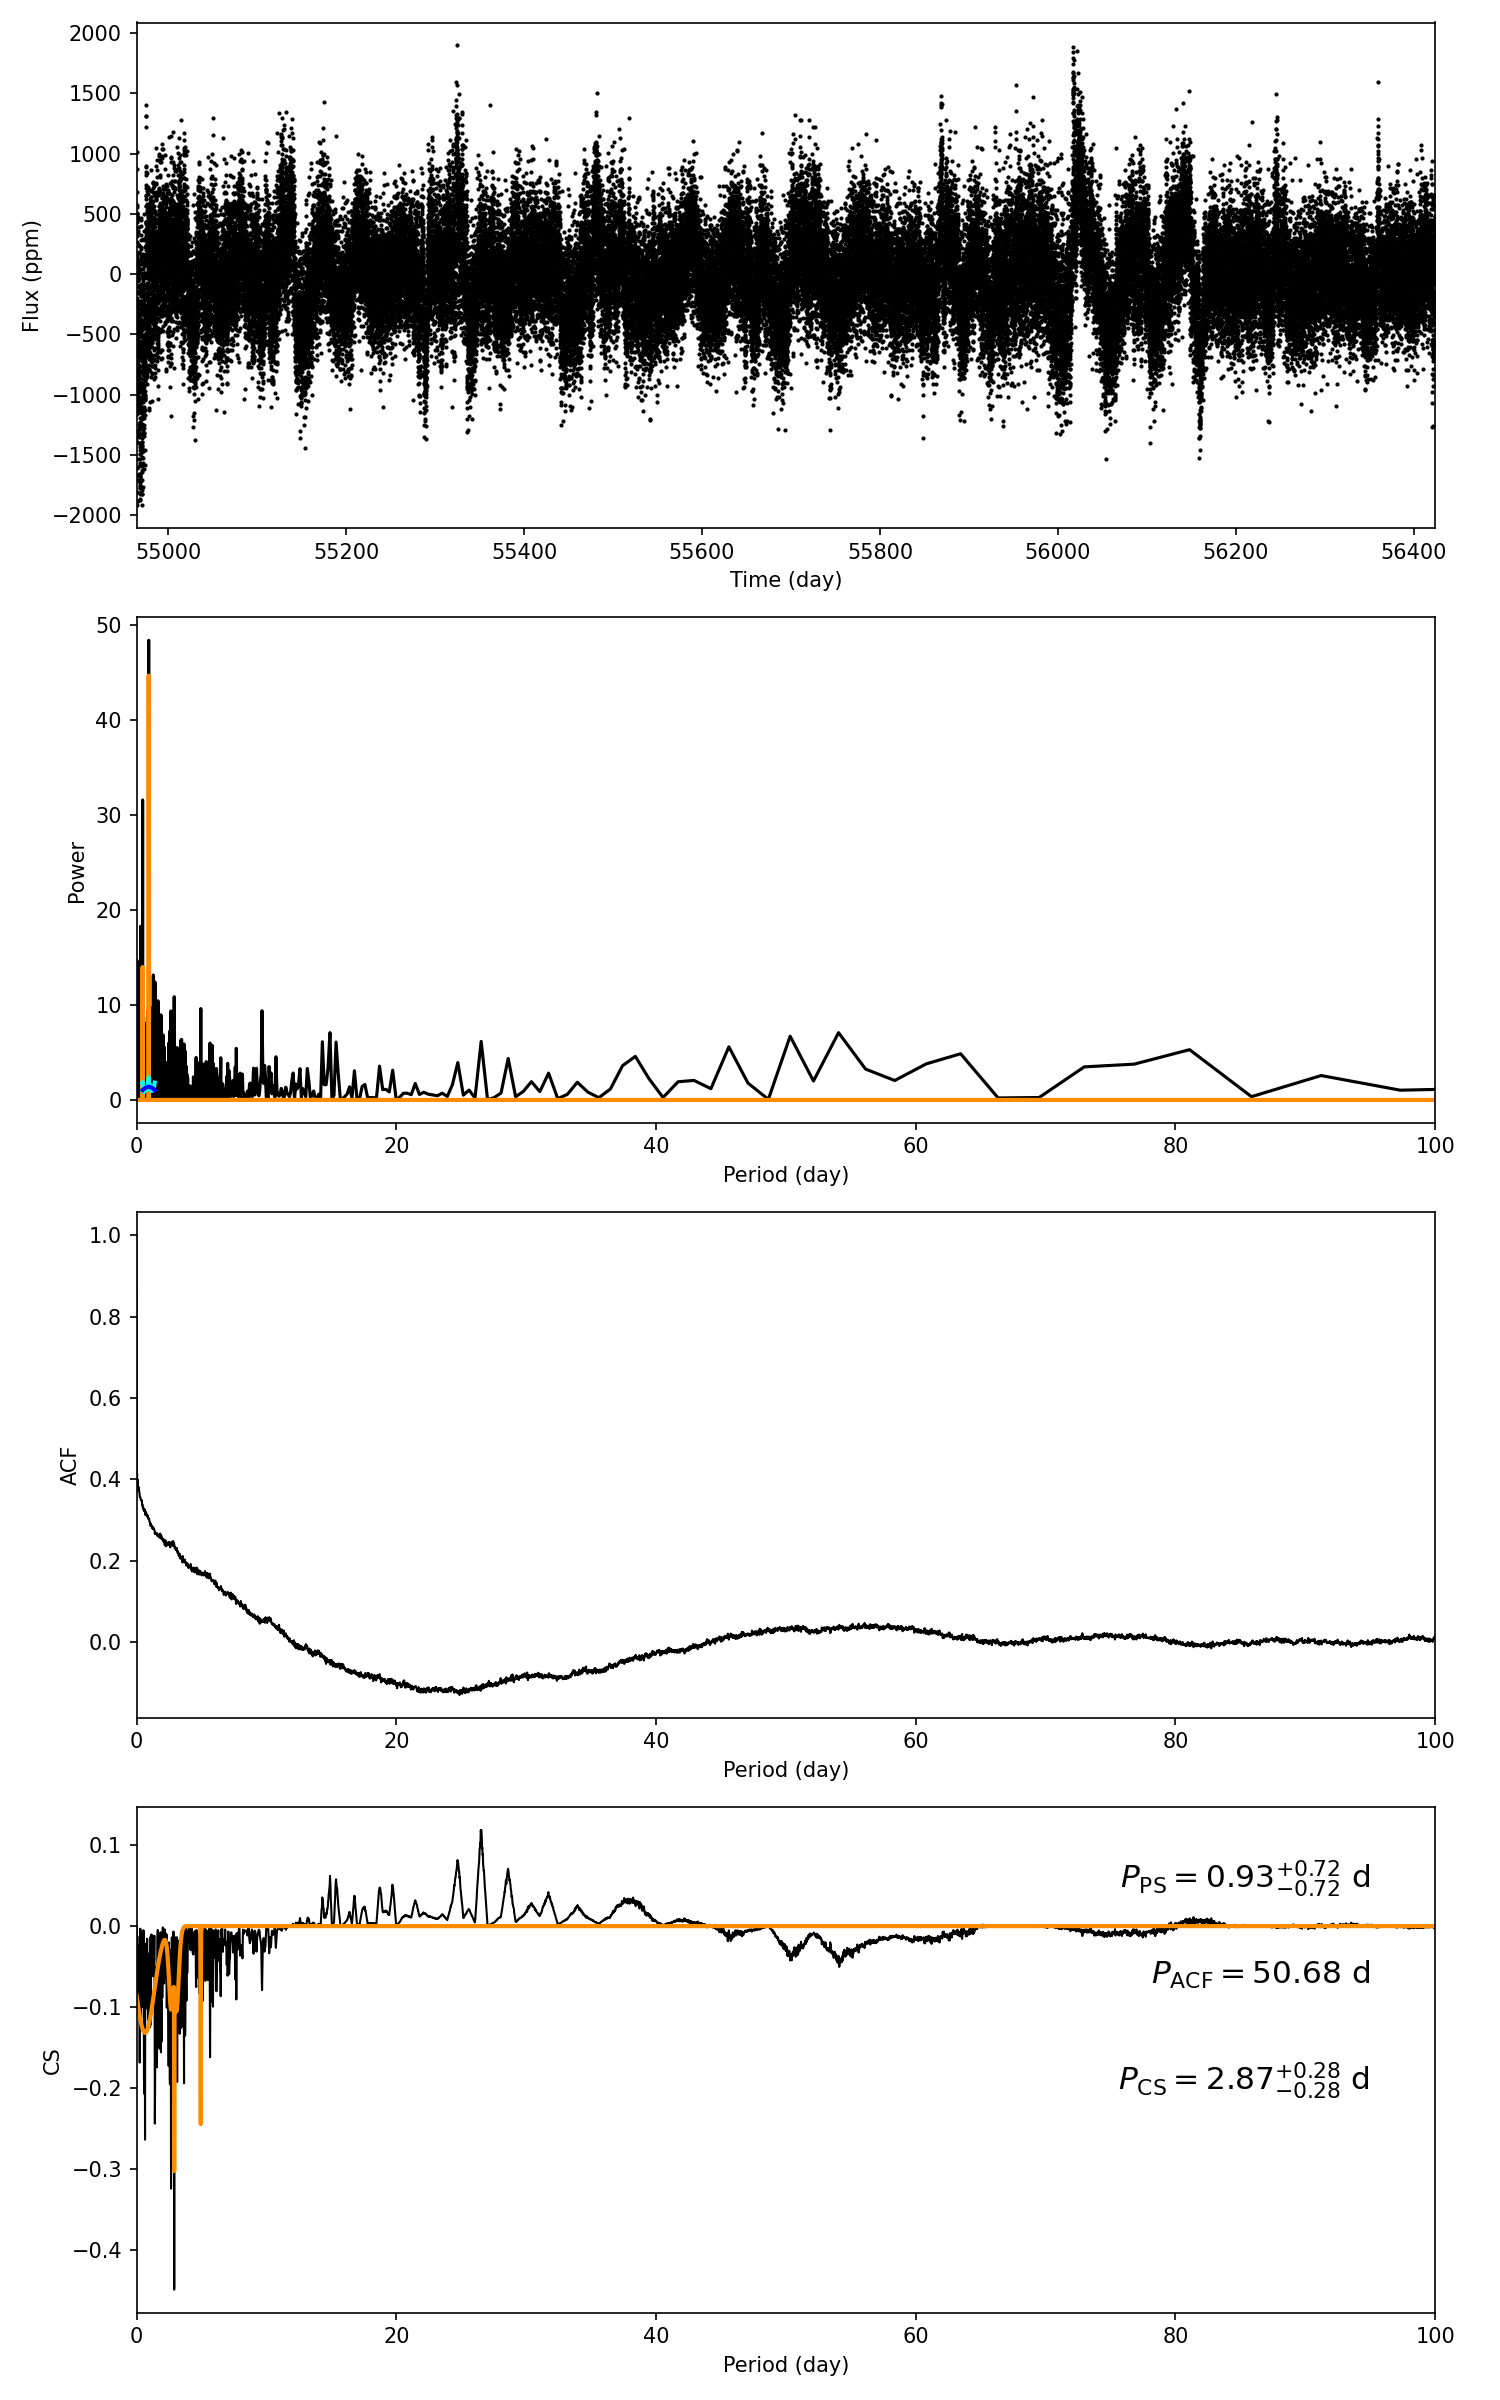 2000
1500
1000
500
0
−500
−1000
−1500
−2000
Flux (ppm)
55000 55200 55400 55600 55800 56000 56200 56400
Time (day)
50
40
30
20
10
0
Power
0 20 40 60 80 100
Period (day)
1.0
0.8
0.6
0.4
0.2
0.0
ACF
0 20 40 60 80 100
Period (day)
0.1
0.0
−0.1
−0.2
−0.3
−0.4
CS
P_PS = 0.93^{+0.72}_{−0.72} d
P_ACF = 50.68 d
P_CS = 2.87^{+0.28}_{−0.28} d
0 20 40 60 80 100
Period (day)